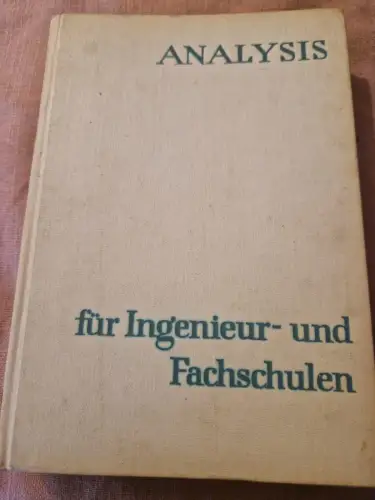 ANALYSIS
für Ingenieur- und
Fachschulen